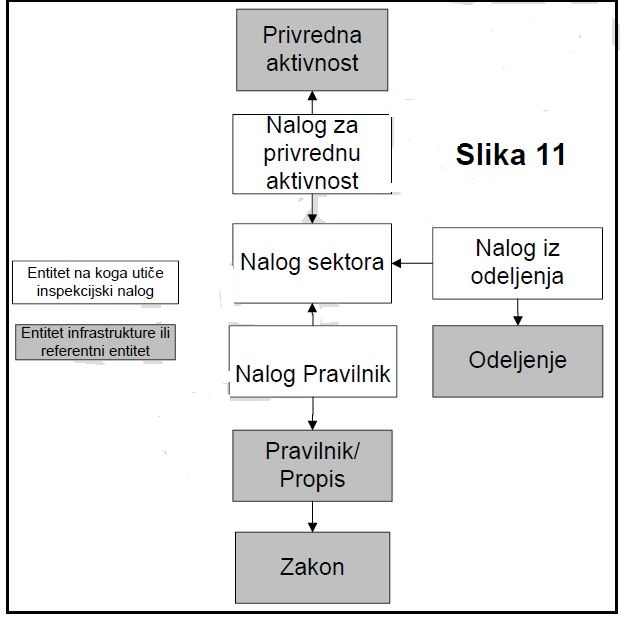 Privredna
aktivnost
Nalog za
privrednu
aktivnost
Slika 11
Nalog sektora
Nalog iz
odeljenja
Entitet na koga utiče
inspekcijski nalog
Entitet infrastrukture ili
referentni entitet
Nalog Pravilnik
Odeljenje
Pravilnik/
Propis
Zakon